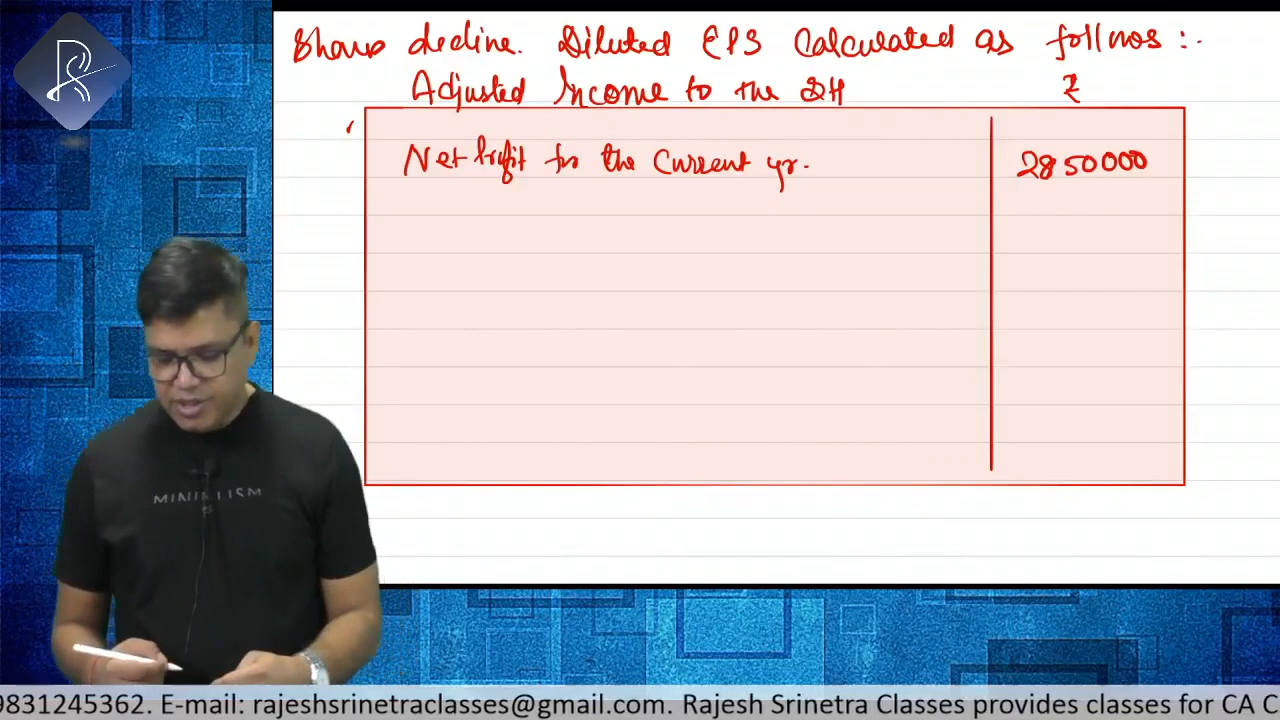 Shows decline. Diluted EPS calculated as follows :-
Adjusted Income to the SH ₹
Net profit for the current yr. 2850000
MINIMALISM
9831245362. E-mail: rajeshsrinetraclasses@gmail.com. Rajesh Srinetra Classes provides classes for CA C